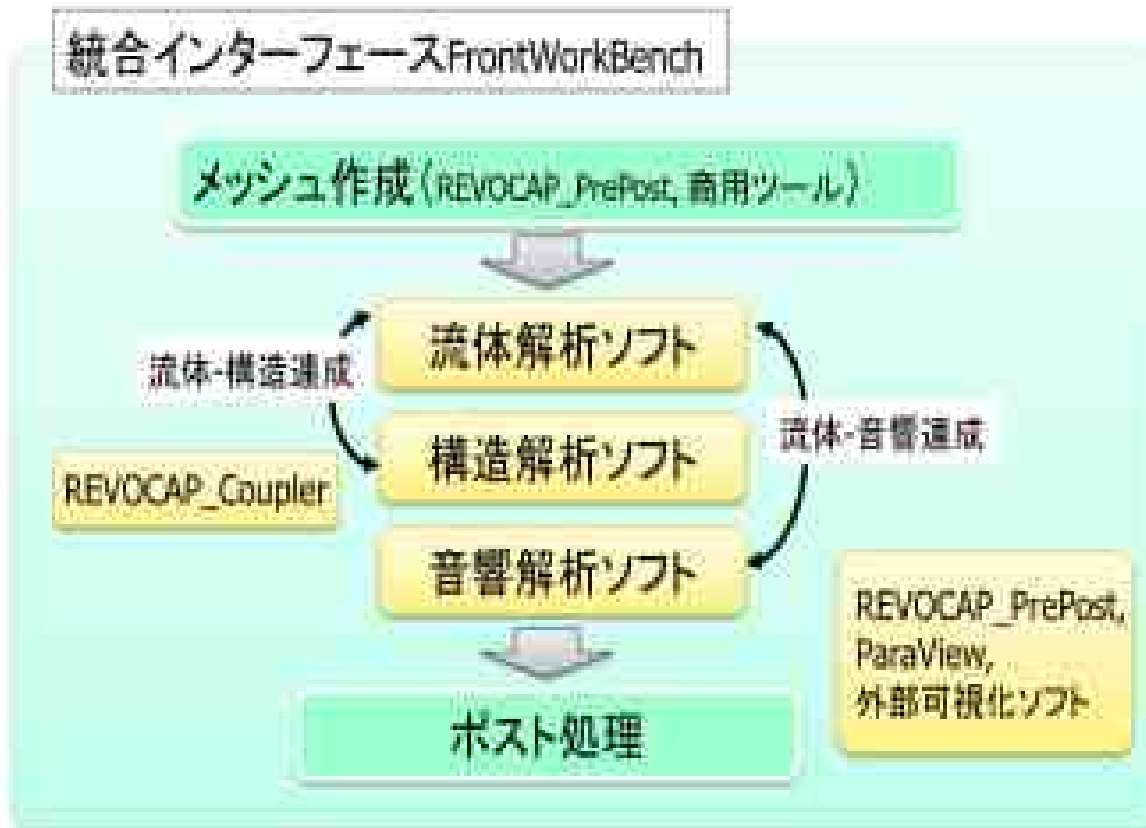 統合インターフェースFrontWorkBench
メッシュ作成(REVOCAP_PrePost, 商用ツール)
流体解析ソフト
流体-構造連成
構造解析ソフト
流体-音響連成
REVOCAP_Coupler
音響解析ソフト
REVOCAP_PrePost,
ParaView,
外部可視化ソフト
ポスト処理